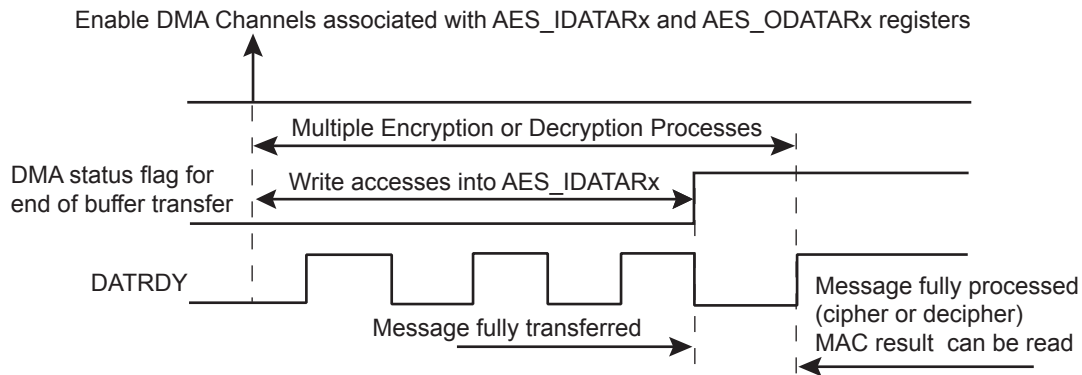 Enable DMA Channels associated with AES_IDATARx and AES_ODATARx registers
Multiple Encryption or Decryption Processes
DMA status flag for
end of buffer transfer
Write accesses into AES_IDATARx
DATRDY
Message fully transferred
Message fully processed
(cipher or decipher)
MAC result can be read